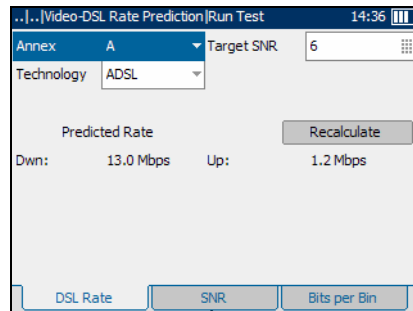 ..|..|Video-DSL Rate Prediction|Run Test 14:36
Annex A Target SNR 6
Technology ADSL
Predicted Rate Recalculate
Dwn: 13.0 Mbps Up: 1.2 Mbps
DSL Rate SNR Bits per Bin